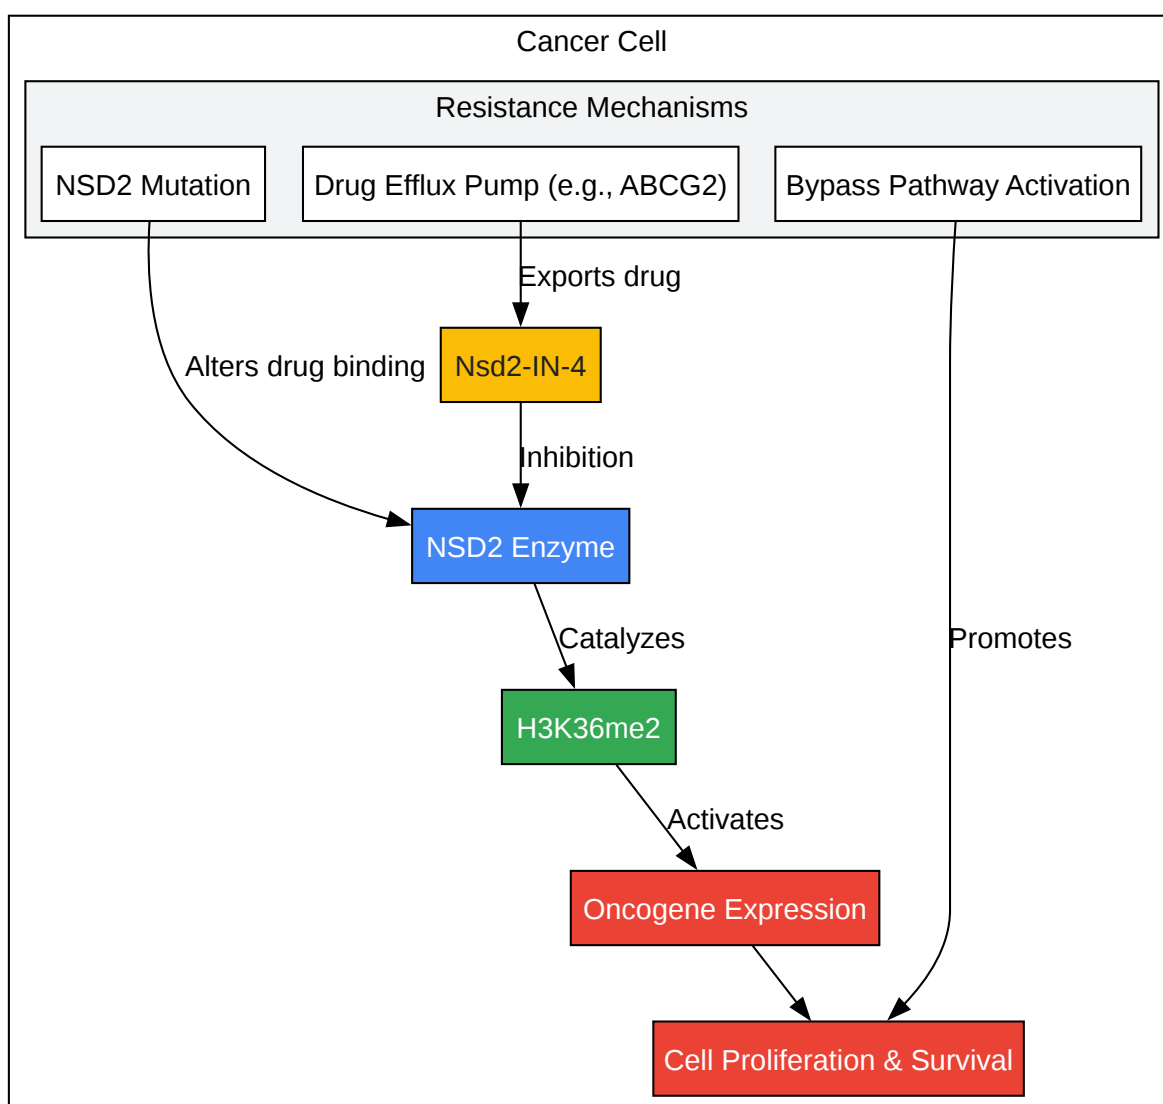 Cancer Cell
Resistance Mechanisms
NSD2 Mutation
Drug Efflux Pump (e.g., ABCG2)
Bypass Pathway Activation
Exports drug
Alters drug binding
Nsd2-IN-4
Inhibition
NSD2 Enzyme
Catalyzes
Promotes
H3K36me2
Activates
Oncogene Expression
Cell Proliferation & Survival